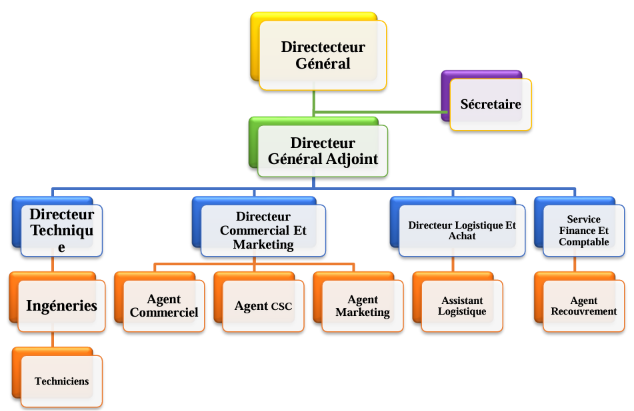 Directecteur
Général
Sécretaire
Directeur
Général Adjoint
Directeur
Techniqu
e
Directeur
Commercial Et
Marketing
Directeur Logistique Et
Achat
Service
Finance Et
Comptable
Ingéneries
Agent
Commerciel
Agent CSC
Agent
Marketing
Assistant
Logistique
Agent
Recouvrement
Techniciens